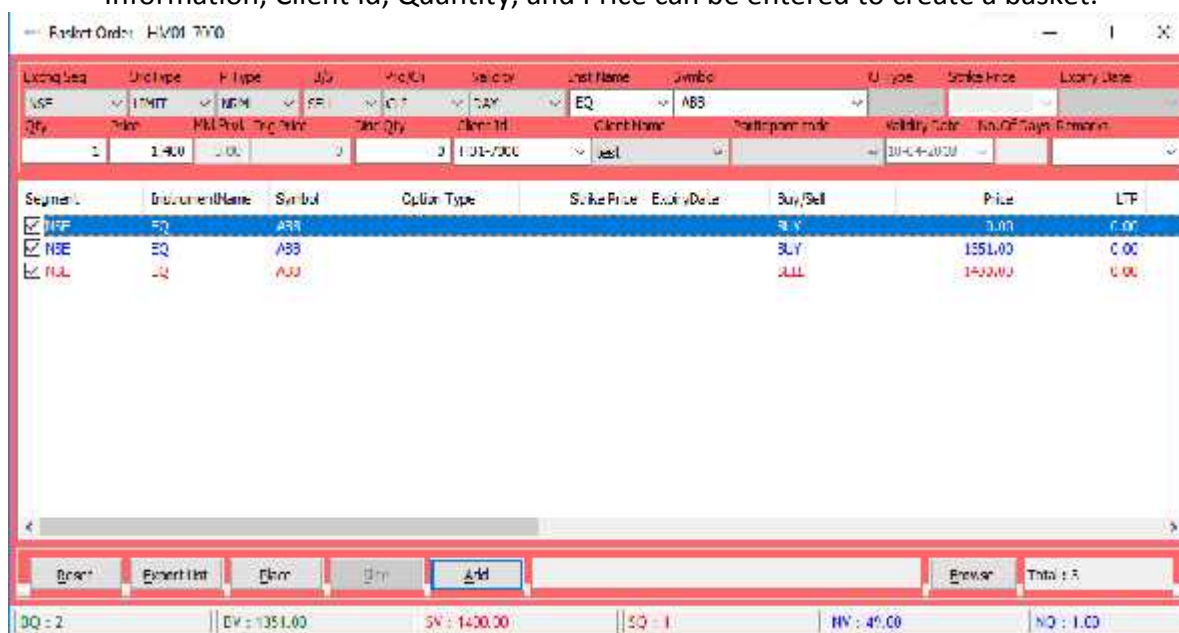 information, Client Id, Quantity, and Price can be entered to create a basket.
Basket Order HM01-7000
Exchg Seg Ord Type P Type B/S Pro/Cli Validity Inst Name Symbol Strike Price Expiry Date
NSE LIMIT NRM SELL CLI DAY EQ ABB
Qty Price Mkt Prot Trig Price Disc Qty Client Id Client Name Participant code Validity Date No.Of Days Remarks
1 1400 0.00 0 0 test
Segment InstrumentName Symbol Option Type Strike Price ExpiryDate Buy/Sell Price LTP
NSE EQ ABB BUY 0.00 0.00
NSE EQ ABB BUY 1351.00 0.00
NSE EQ ABB SELL 1400.00 0.00
Reset Export List Place Add Browse Total : 3
BQ : 2 BV : 1351.00 SV : 1400.00 SQ : 1 NV : 49.00 NQ : 1.00